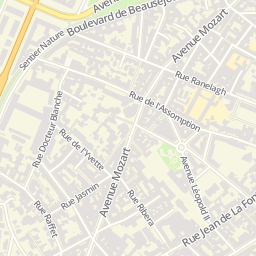 Avenue
Boulevard de Beauséjour
Avenue Mozart
Sentier Nature
Rue Ranelagh
Rue de l'Assomption
Rue Docteur Blanche
Rue de l'Yvette
Avenue Léopold II
Rue Jasmin
Avenue Mozart
Rue Ribera
Rue Raffet
Rue Jean de La Fon